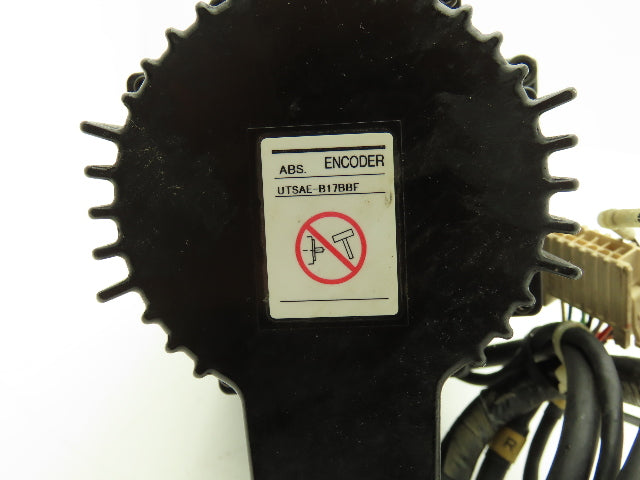 ABS. ENCODER
UTSAE-B17BBF
R